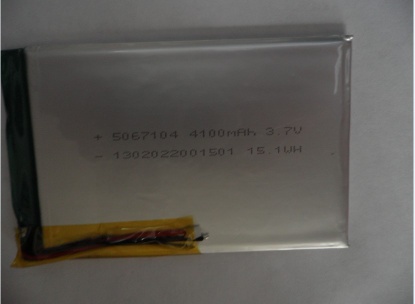 + 5067104 4100mAh 3.7V
- 1302022001501 15.1WH